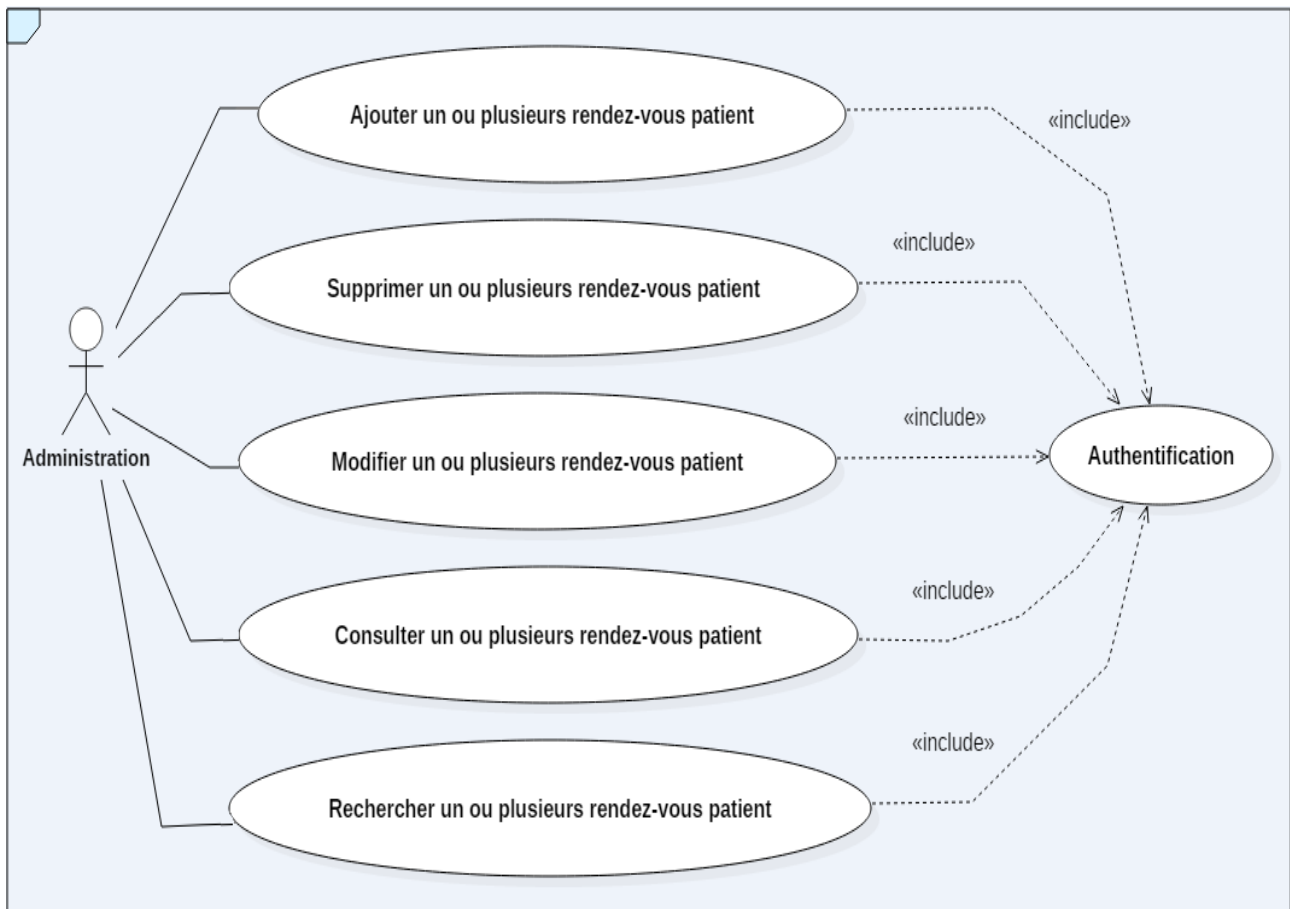 Ajouter un ou plusieurs rendez-vous patient
«include»
Supprimer un ou plusieurs rendez-vous patient
«include»
Administration
Modifier un ou plusieurs rendez-vous patient
«include»
Authentification
Consulter un ou plusieurs rendez-vous patient
«include»
Rechercher un ou plusieurs rendez-vous patient
«include»